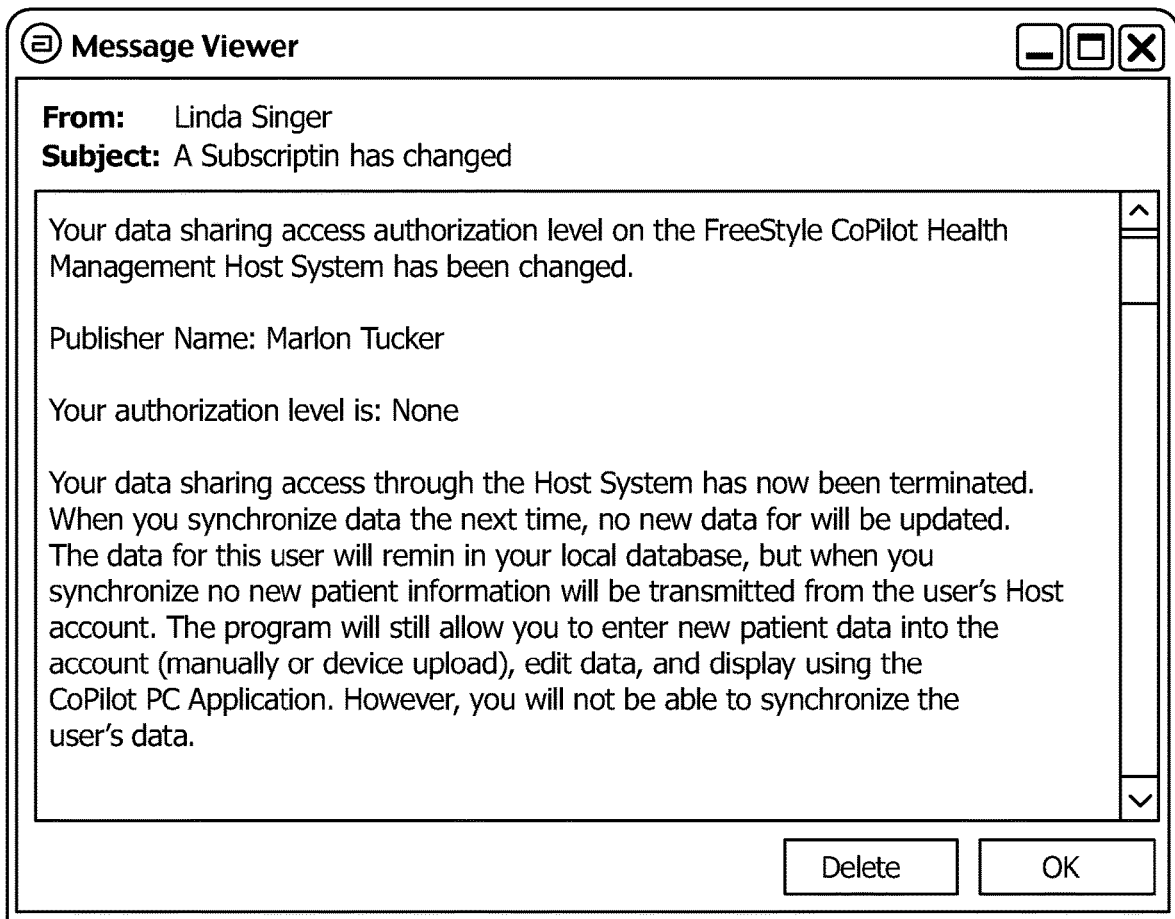 Message Viewer
From: Linda Singer
Subject: A Subscriptin has changed
Your data sharing access authorization level on the FreeStyle CoPilot Health
Management Host System has been changed.
Publisher Name: Marlon Tucker
Your authorization level is: None
Your data sharing access through the Host System has now been terminated.
When you synchronize data the next time, no new data for will be updated.
The data for this user will remin in your local database, but when you
synchronize no new patient information will be transmitted from the user's Host
account. The program will still allow you to enter new patient data into the
account (manually or device upload), edit data, and display using the
CoPilot PC Application. However, you will not be able to synchronize the
user's data.
Delete OK